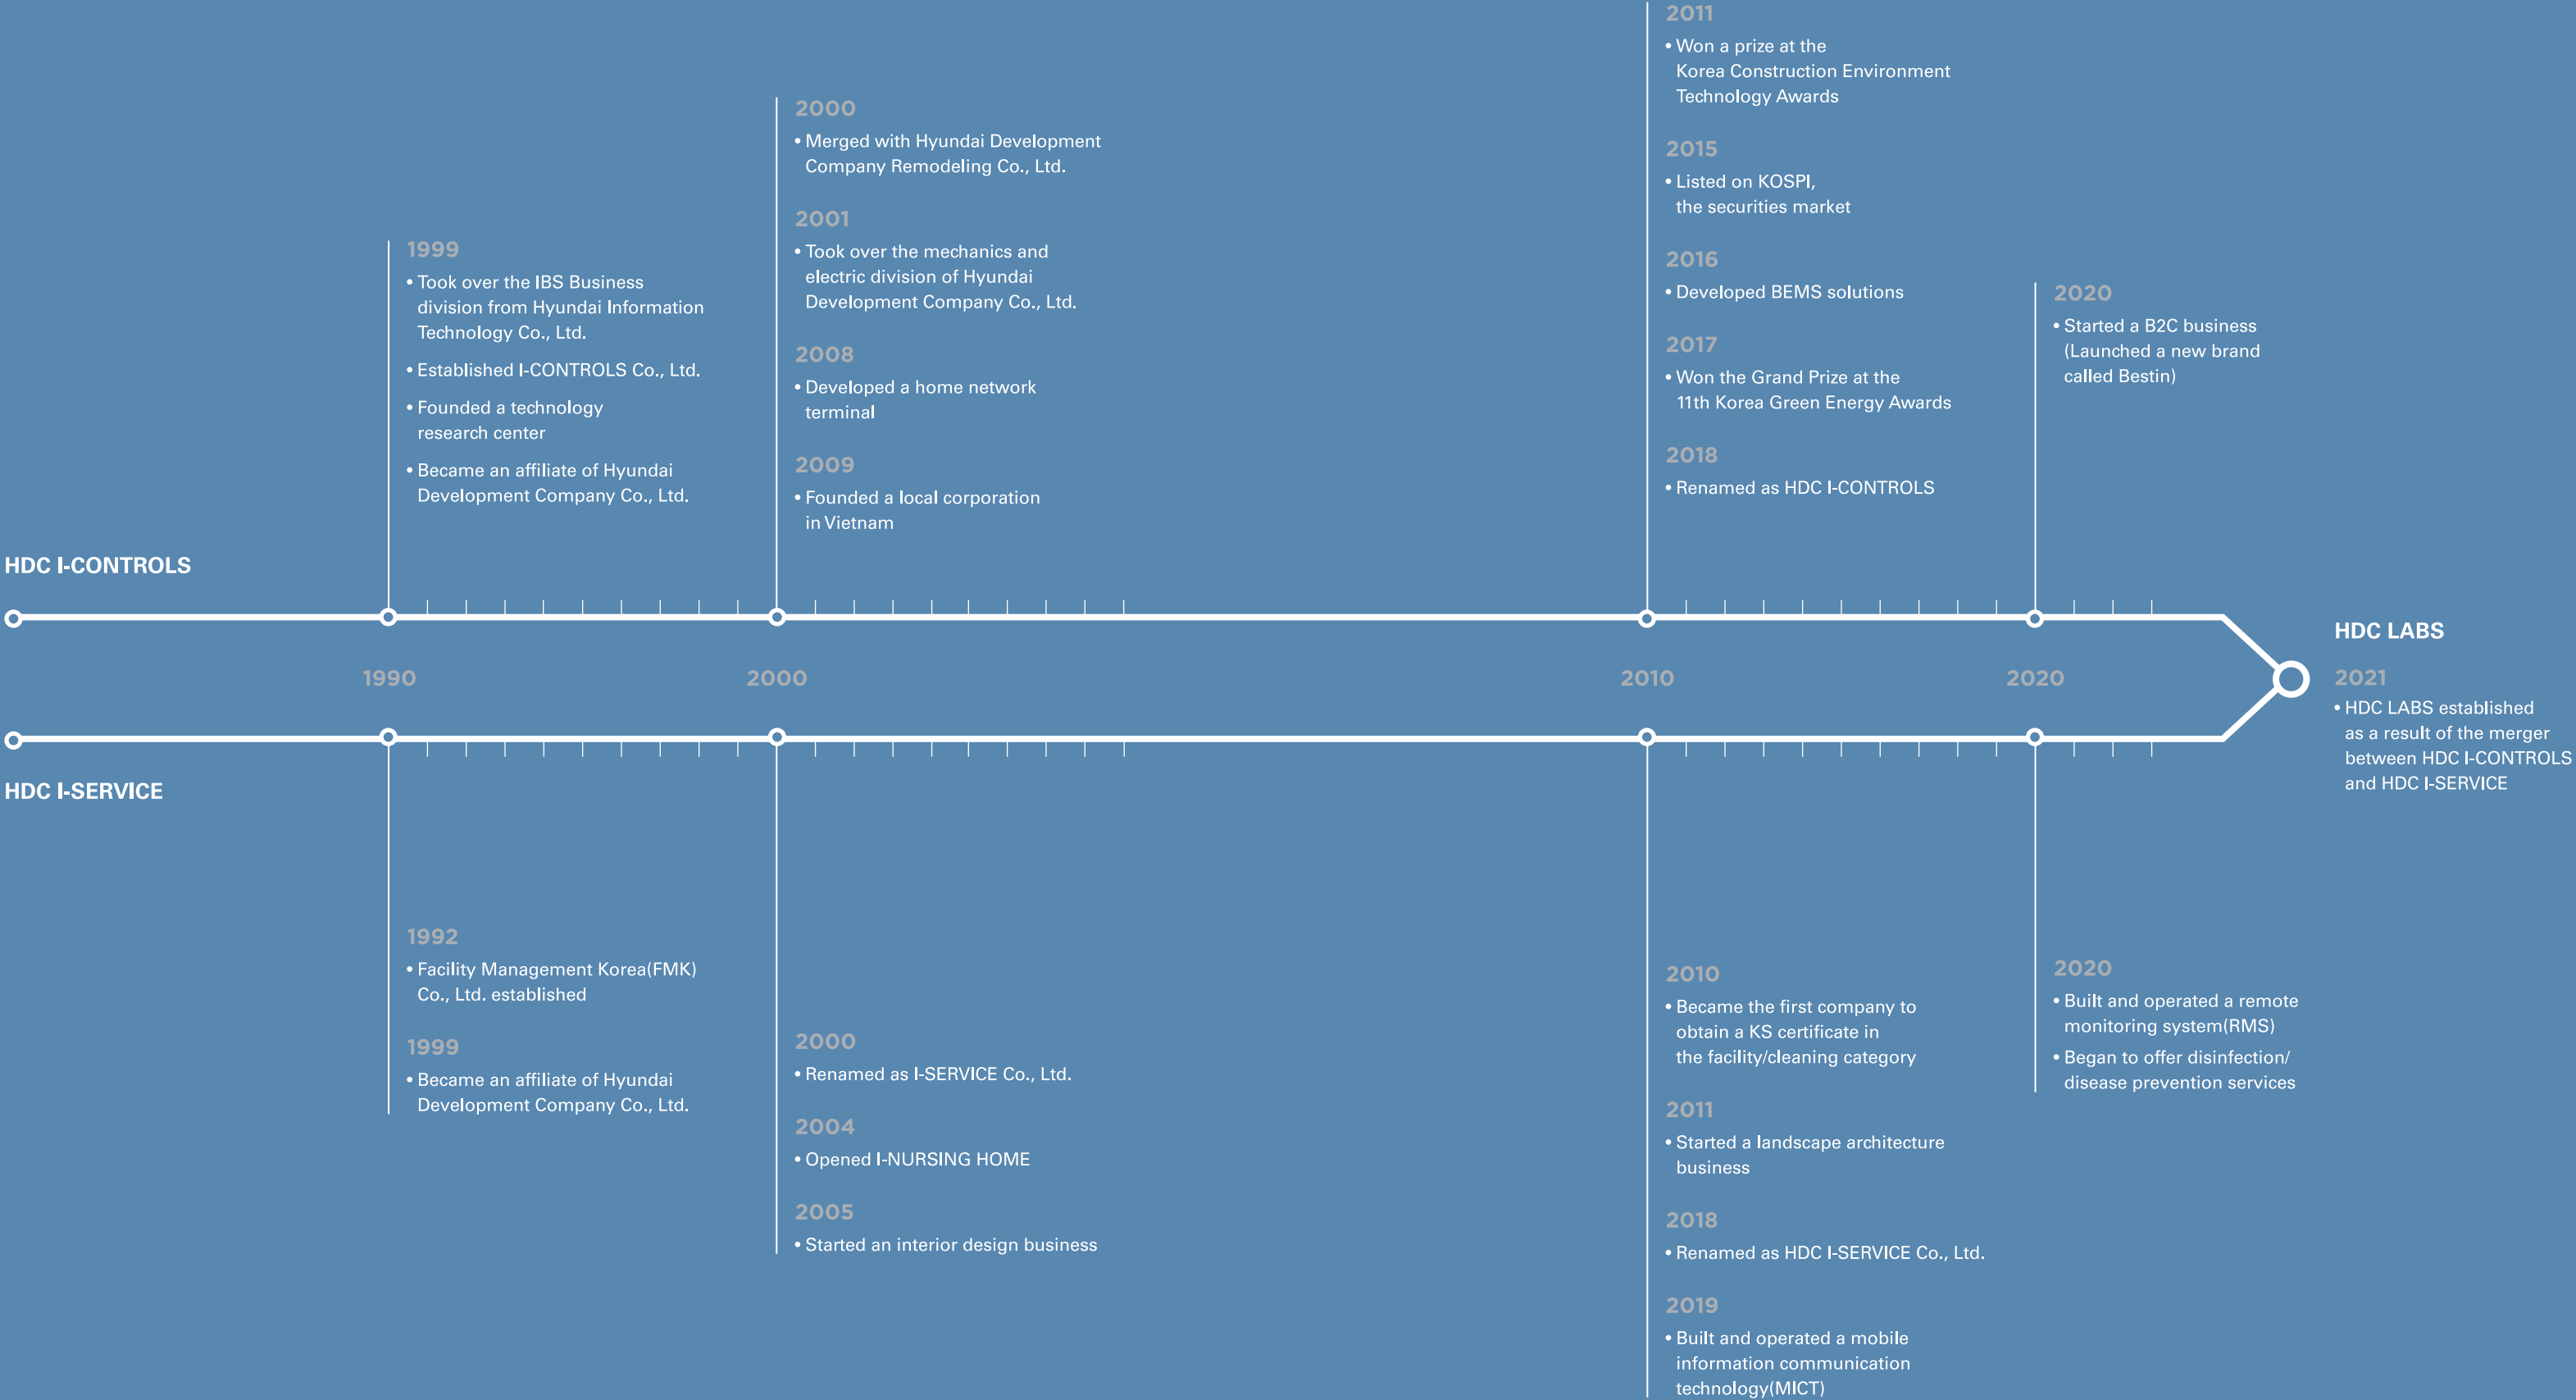 HDC I-CONTROLS
1999
• Took over the IBS Business
division from Hyundai Information
Technology Co., Ltd.
• Established I-CONTROLS Co., Ltd.
• Founded a technology
research center
• Became an affiliate of Hyundai
Development Company Co., Ltd.
2000
• Merged with Hyundai Development
Company Remodeling Co., Ltd.
2001
• Took over the mechanics and
electric division of Hyundai
Development Company Co., Ltd.
2008
• Developed a home network
terminal
2009
• Founded a local corporation
in Vietnam
2011
• Won a prize at the
Korea Construction Environment
Technology Awards
2015
• Listed on KOSPI,
the securities market
2016
• Developed BEMS solutions
2017
• Won the Grand Prize at the
11th Korea Green Energy Awards
2018
• Renamed as HDC I-CONTROLS
2020
• Started a B2C business
(Launched a new brand
called Bestin)
1990
2000
2010
2020
HDC LABS
2021
• HDC LABS established
as a result of the merger
between HDC I-CONTROLS
and HDC I-SERVICE
HDC I-SERVICE
1992
• Facility Management Korea(FMK)
Co., Ltd. established
1999
• Became an affiliate of Hyundai
Development Company Co., Ltd.
2000
• Renamed as I-SERVICE Co., Ltd.
2004
• Opened I-NURSING HOME
2005
• Started an interior design business
2010
• Became the first company to
obtain a KS certificate in
the facility/cleaning category
2011
• Started a landscape architecture
business
2018
• Renamed as HDC I-SERVICE Co., Ltd.
2019
• Built and operated a mobile
information communication
technology(MICT)
2020
• Built and operated a remote
monitoring system(RMS)
• Began to offer disinfection/
disease prevention services